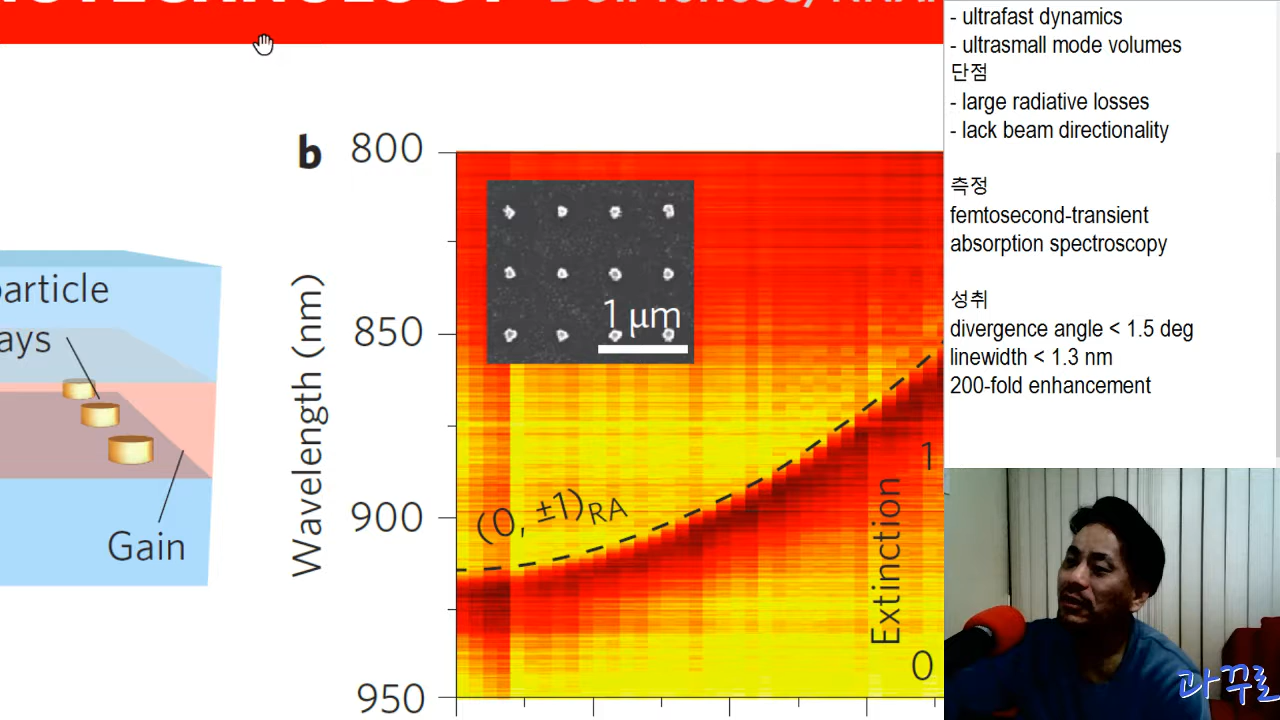 b
800
850
900
950
Wavelength (nm)
1 µm
(0, ±1)RA
Extinction
1
0
Gain
- ultrafast dynamics
- ultrasmall mode volumes
단점
- large radiative losses
- lack beam directionality
측정
femtosecond-transient
absorption spectroscopy
성취
divergence angle < 1.5 deg
linewidth < 1.3 nm
200-fold enhancement
과꾸로